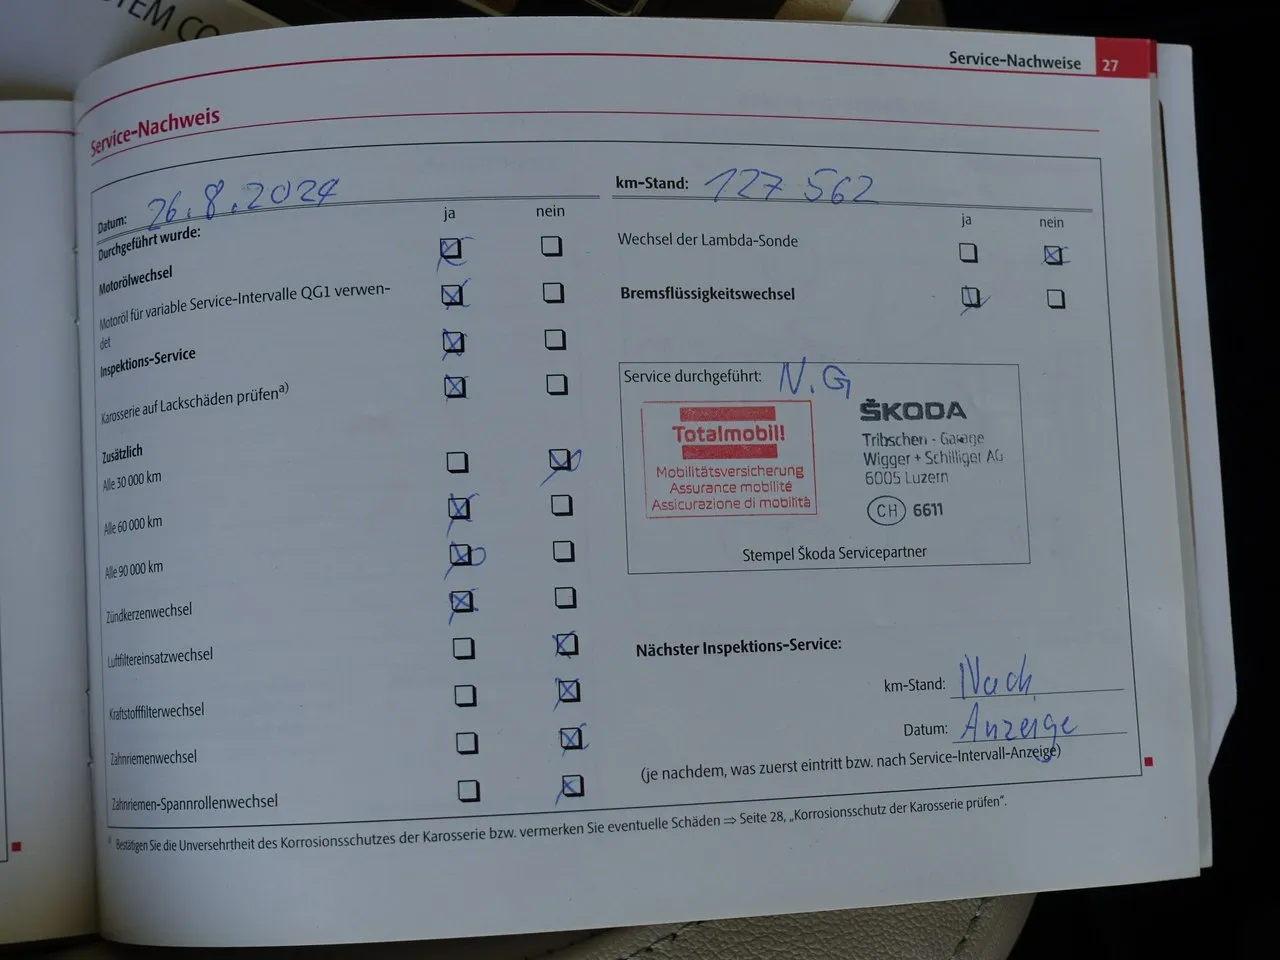 TEM CO
Service-Nachweise 27
Service-Nachweis
Datum: 26.8.2024
km-Stand: 127 562
ja nein
ja nein
Durchgeführt wurde:
Motorölwechsel
Motoröl für variable Service-Intervalle QG1 verwen-
det
Inspektions-Service
Karosserie auf Lackschäden prüfen a)
Zusätzlich
Alle 30 000 km
Alle 60 000 km
Alle 90 000 km
Zündkerzenwechsel
Luftfiltereinsatzwechsel
Kraftstofffilterwechsel
Zahnriemenwechsel
Zahnriemen-Spannrollenwechsel
Wechsel der Lambda-Sonde
Bremsflüssigkeitswechsel
Service durchgeführt: N.G
Totalmobil!
Mobilitätsversicherung
Assurance mobilité
Assicurazione di mobilità
ŠKODA
Tribschen - Garage
Wigger + Schilliger AG
6005 Luzern
CH 6611
Stempel Škoda Servicepartner
Nächster Inspektions-Service:
km-Stand: Nach
Datum: Anzeige
(je nachdem, was zuerst eintritt bzw. nach Service-Intervall-Anzeige)
a) Bestätigen Sie die Unversehrtheit des Korrosionsschutzes der Karosserie bzw. vermerken Sie eventuelle Schäden ⇒ Seite 28, „Korrosionsschutz der Karosserie prüfen“.